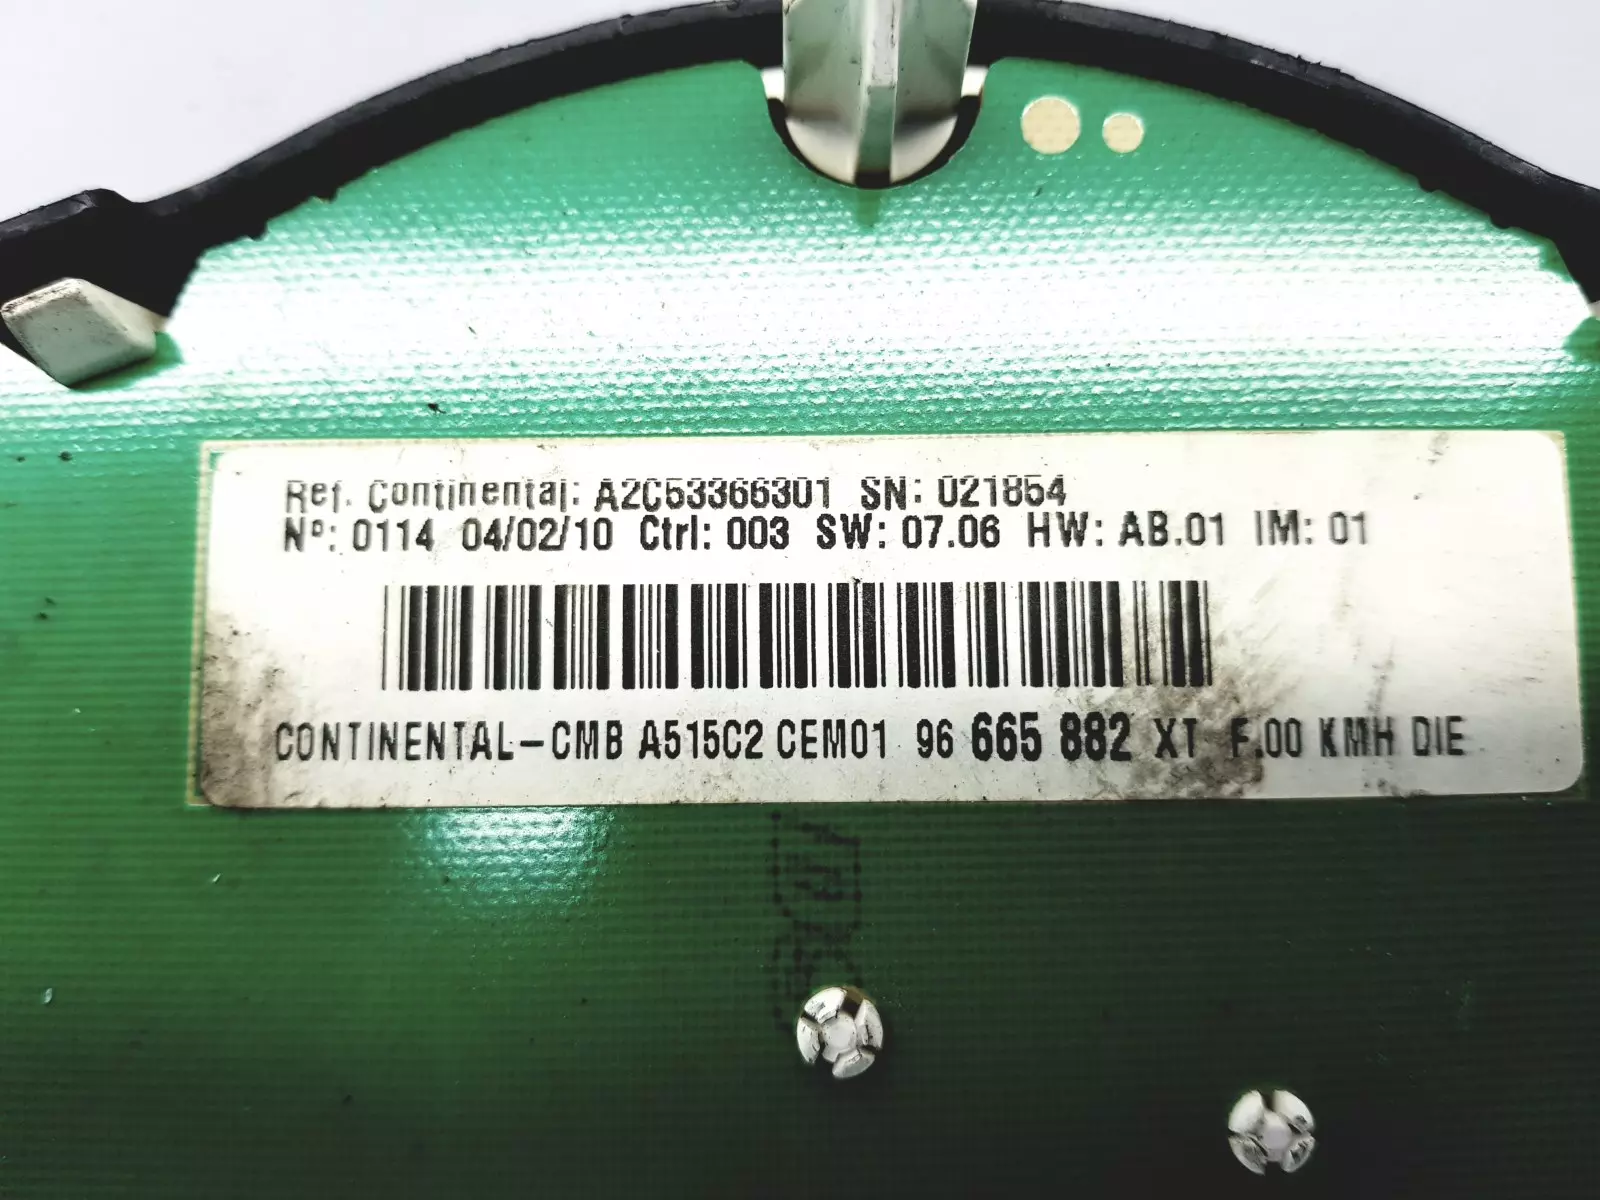 Ref. Continental: A2C53366301 SN: 021854
Nº: 0114 04/02/10 Ctrl: 003 SW: 07.06 HW: AB.01 IM: 01
CONTINENTAL-CMB A515C2 CEM01 96 665 882 XT F.00 KMH DIE